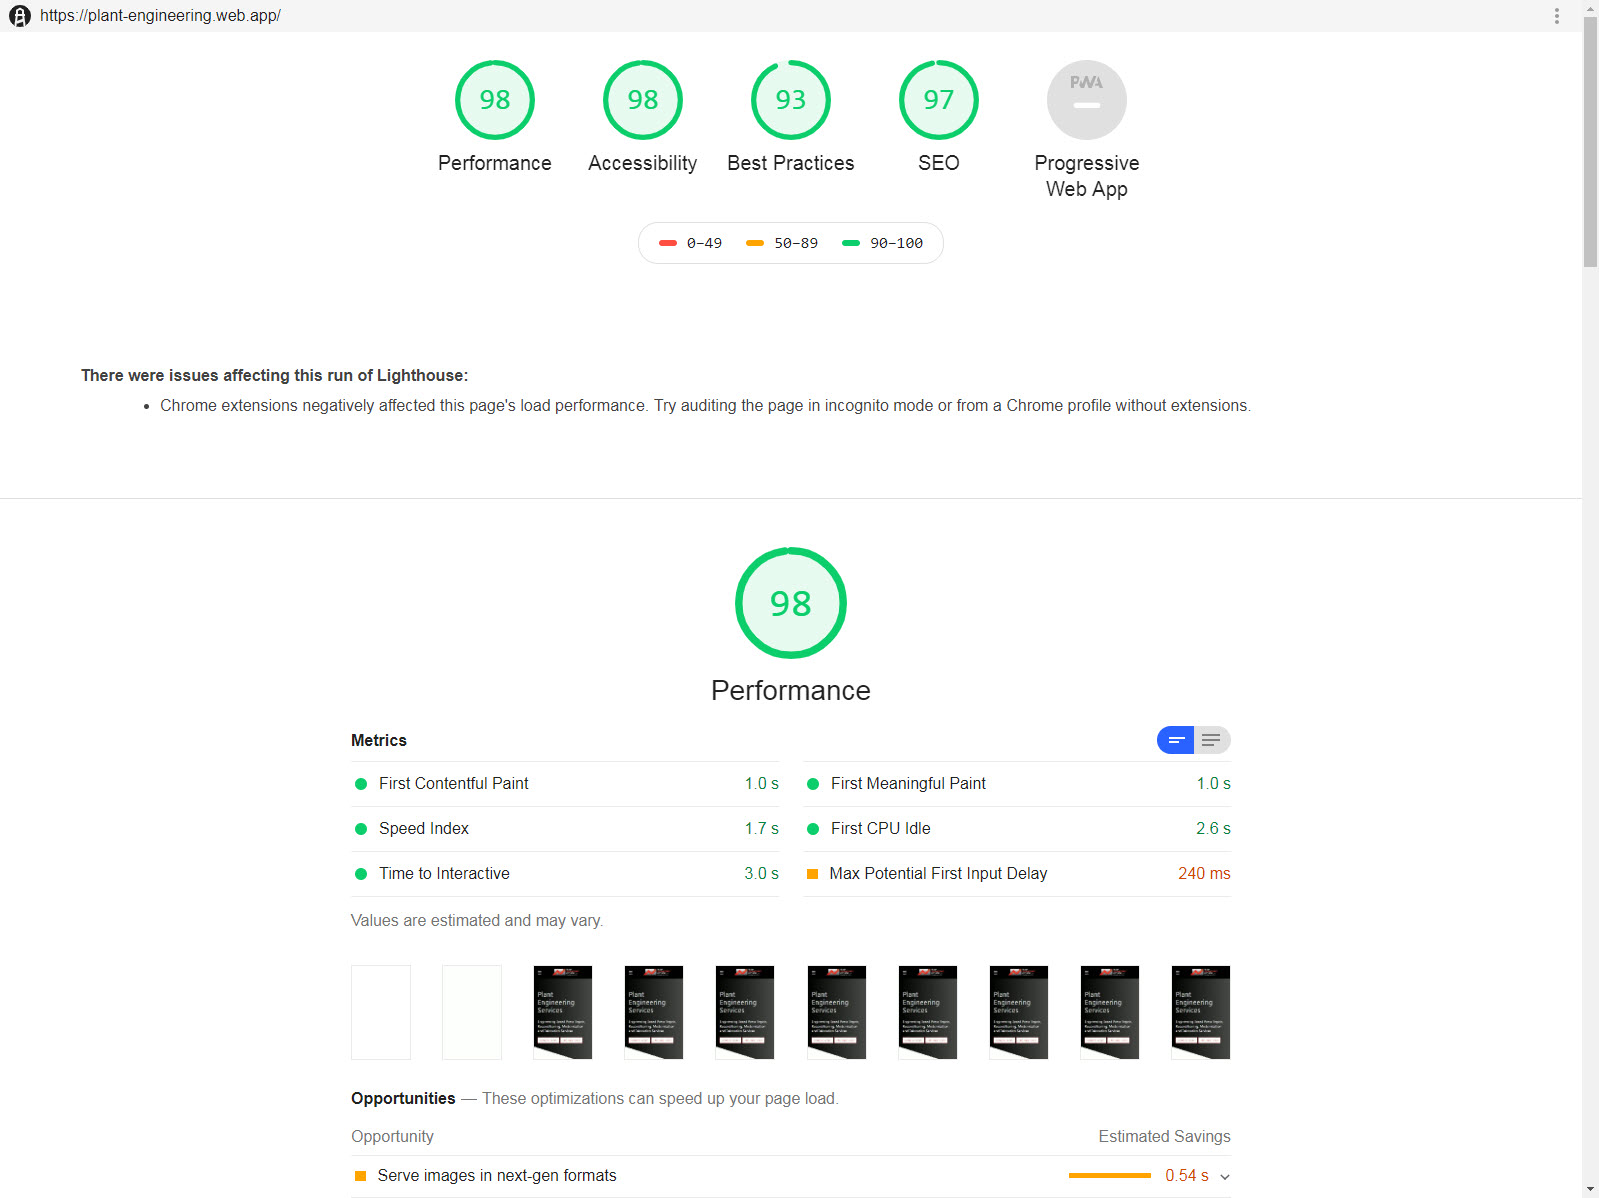 https://plant-engineering.web.app/
98
98
93
97
PWA
Performance
Accessibility
Best Practices
SEO
Progressive
Web App
0–49
50–89
90–100
There were issues affecting this run of Lighthouse:
• Chrome extensions negatively affected this page's load performance. Try auditing the page in incognito mode or from a Chrome profile without extensions.
98
Performance
Metrics
First Contentful Paint 1.0 s
First Meaningful Paint 1.0 s
Speed Index 1.7 s
First CPU Idle 2.6 s
Time to Interactive 3.0 s
Max Potential First Input Delay 240 ms
Values are estimated and may vary.
Plant
Engineering
Services
Plant
Engineering
Services
Plant
Engineering
Services
Plant
Engineering
Services
Plant
Engineering
Services
Plant
Engineering
Services
Plant
Engineering
Services
Plant
Engineering
Services
Opportunities — These optimizations can speed up your page load.
Opportunity Estimated Savings
Serve images in next-gen formats 0.54 s